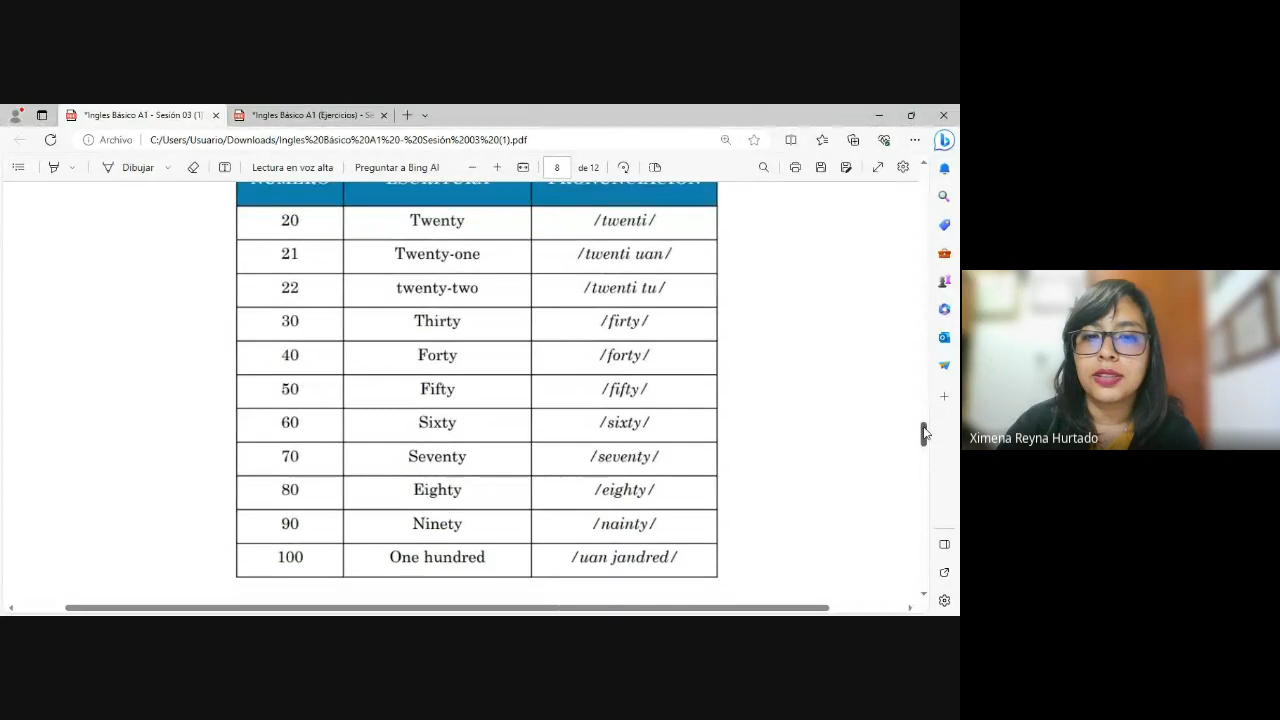 *Ingles Básico A1 - Sesión 03 (1)
*Ingles Básico A1 (Ejercicios) - Se
Archivo
C:/Users/Usuario/Downloads/Ingles%20Básico%20A1%20-%20Sesión%2003%20(1).pdf
Dibujar
Lectura en voz alta
Preguntar a Bing AI
8
de 12
NÚMERO ESCRITURA PRONUNCIACIÓN
20 Twenty /twenti/
21 Twenty-one /twenti uan/
22 twenty-two /twenti tu/
30 Thirty /firty/
40 Forty /forty/
50 Fifty /fifty/
60 Sixty /sixty/
70 Seventy /seventy/
80 Eighty /eighty/
90 Ninety /nainty/
100 One hundred /uan jandred/
Ximena Reyna Hurtado